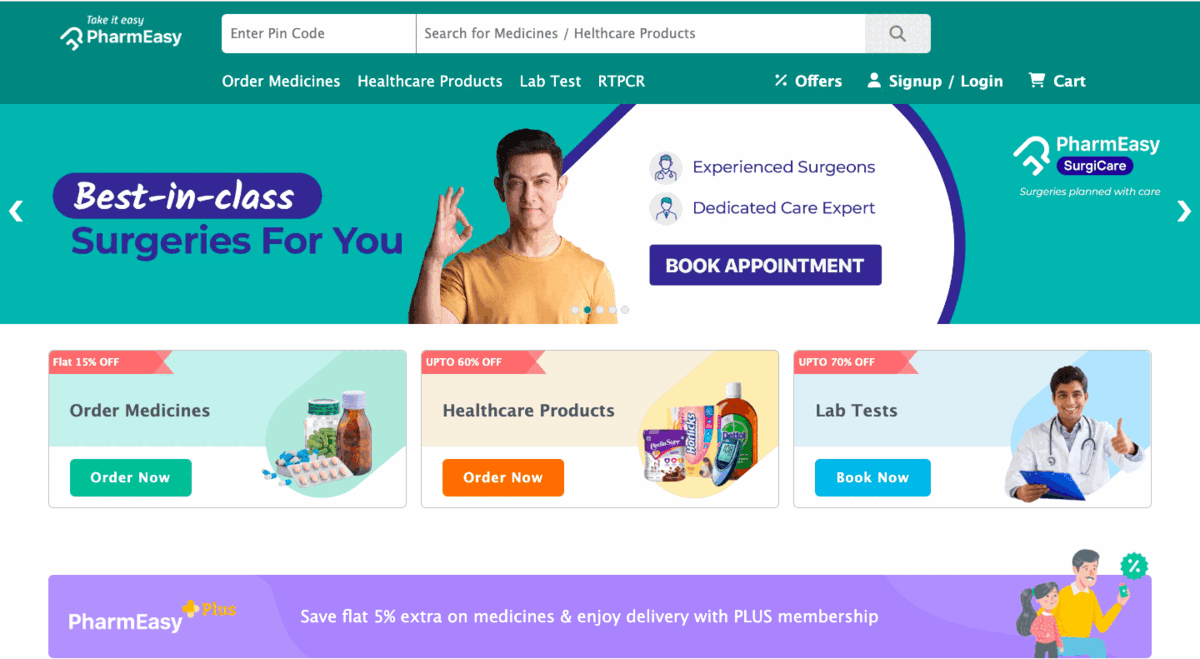 Take it easy
PharmEasy
Enter Pin Code
Search for Medicines / Helthcare Products
Order Medicines
Healthcare Products
Lab Test
RTPCR
Offers
Signup / Login
Cart
Best-in-class
Surgeries For You
Experienced Surgeons
Dedicated Care Expert
BOOK APPOINTMENT
PharmEasy
SurgiCare
Surgeries planned with care
Flat 15% OFF
Order Medicines
Order Now
UPTO 60% OFF
Healthcare Products
Order Now
PediaSure
Horlicks
Dettol
UPTO 70% OFF
Lab Tests
Book Now
PharmEasy Plus
Save flat 5% extra on medicines & enjoy delivery with PLUS membership
%